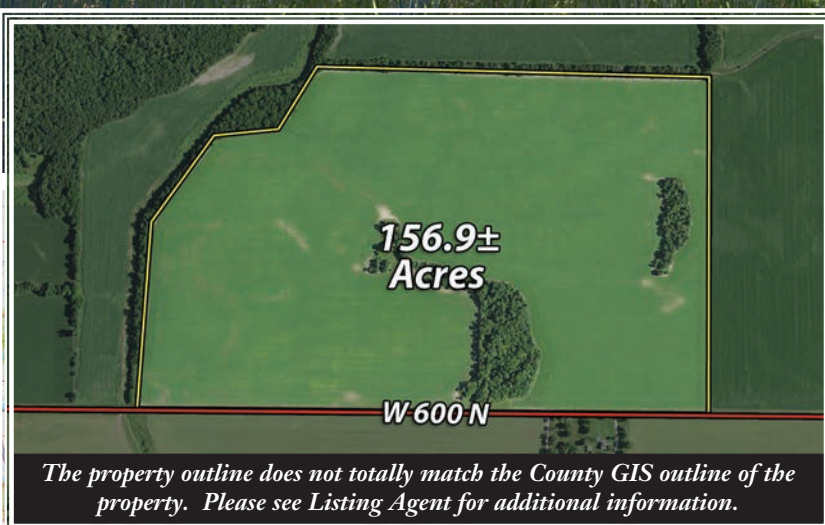 156.9±
Acres
W 600 N
The property outline does not totally match the County GIS outline of the
property. Please see Listing Agent for additional information.